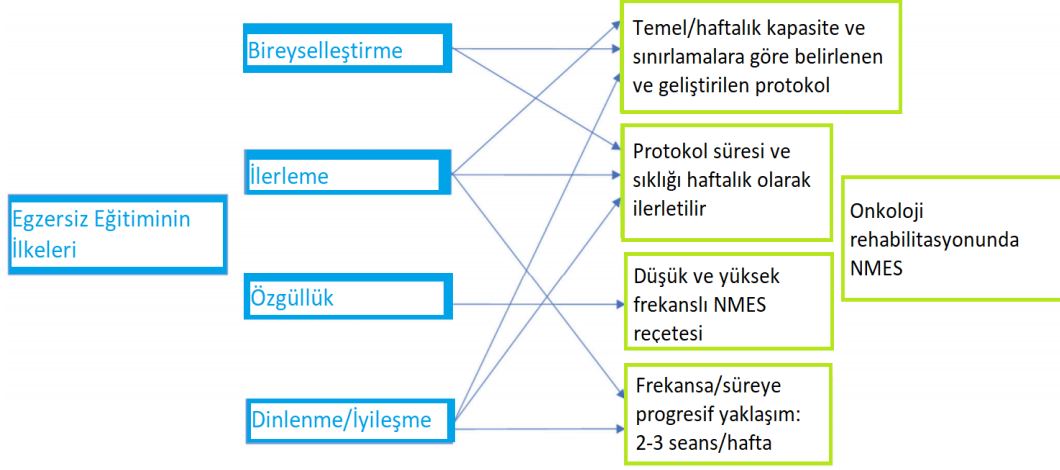 Egzersiz Eğitiminin
İlkeleri
Bireyselleştirme
İlerleme
Özgüllük
Dinlenme/İyileşme
Temel/haftalık kapasite ve
sınırlamalara göre belirlenen
ve geliştirilen protokol
Protokol süresi ve
sıklığı haftalık olarak
ilerletilir
Düşük ve yüksek
frekanslı NMES
reçetesi
Frekansa/süreye
progresif yaklaşım:
2-3 seans/hafta
Onkoloji
rehabilitasyonunda
NMES